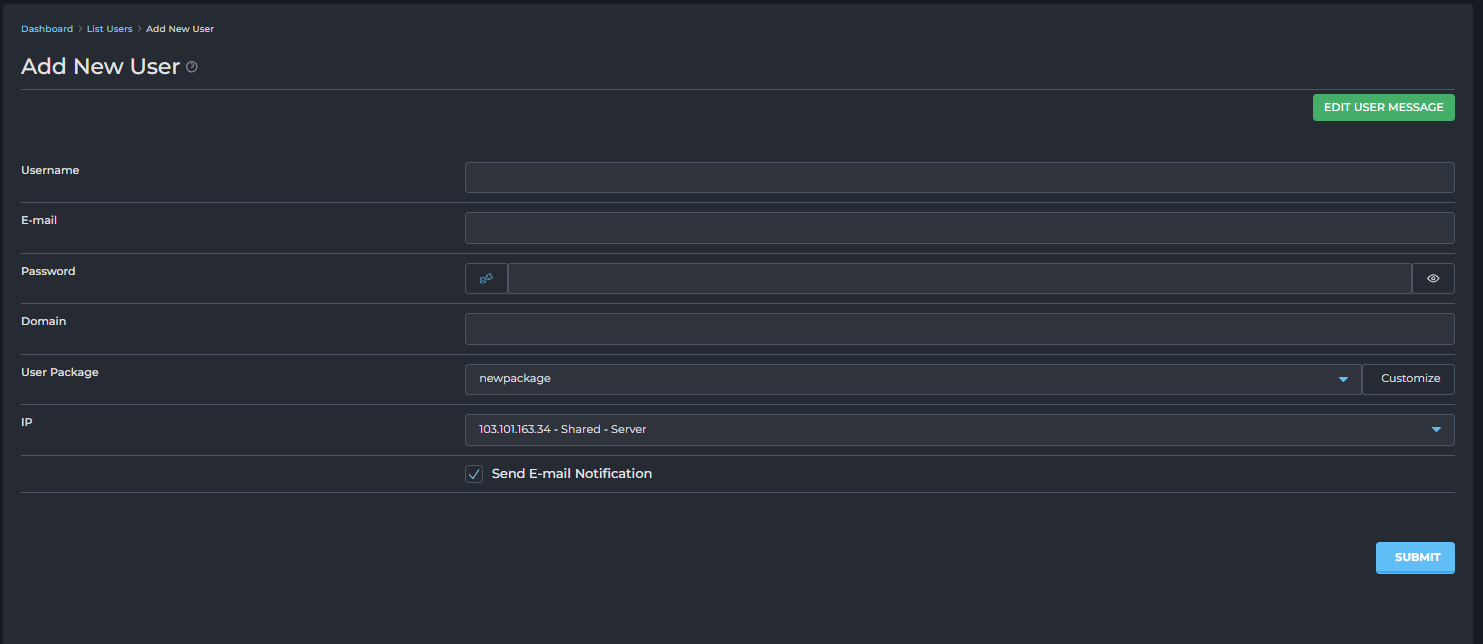 Dashboard > List Users > Add New User
Add New User
EDIT USER MESSAGE
Username
E-mail
Password
Domain
User Package
newpackage
Customize
IP
103.101.163.34 - Shared - Server
Send E-mail Notification
SUBMIT